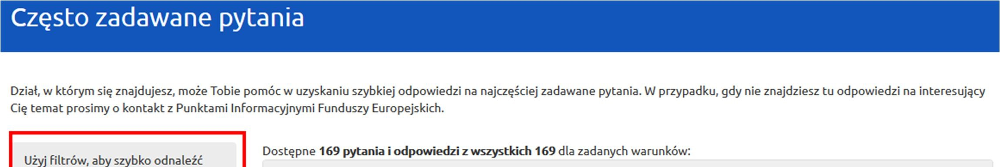 Często zadawane pytania
Dział, w którym się znajdujesz, może Tobie pomóc w uzyskaniu szybkiej odpowiedzi na najczęściej zadawane pytania. W przypadku, gdy nie znajdziesz tu odpowiedzi na interesujący
Cię temat prosimy o kontakt z Punktami Informacyjnymi Funduszy Europejskich.
Użyj filtrów, aby szybko odnaleźć
Dostępne 169 pytania i odpowiedzi z wszystkich 169 dla zadanych warunków: